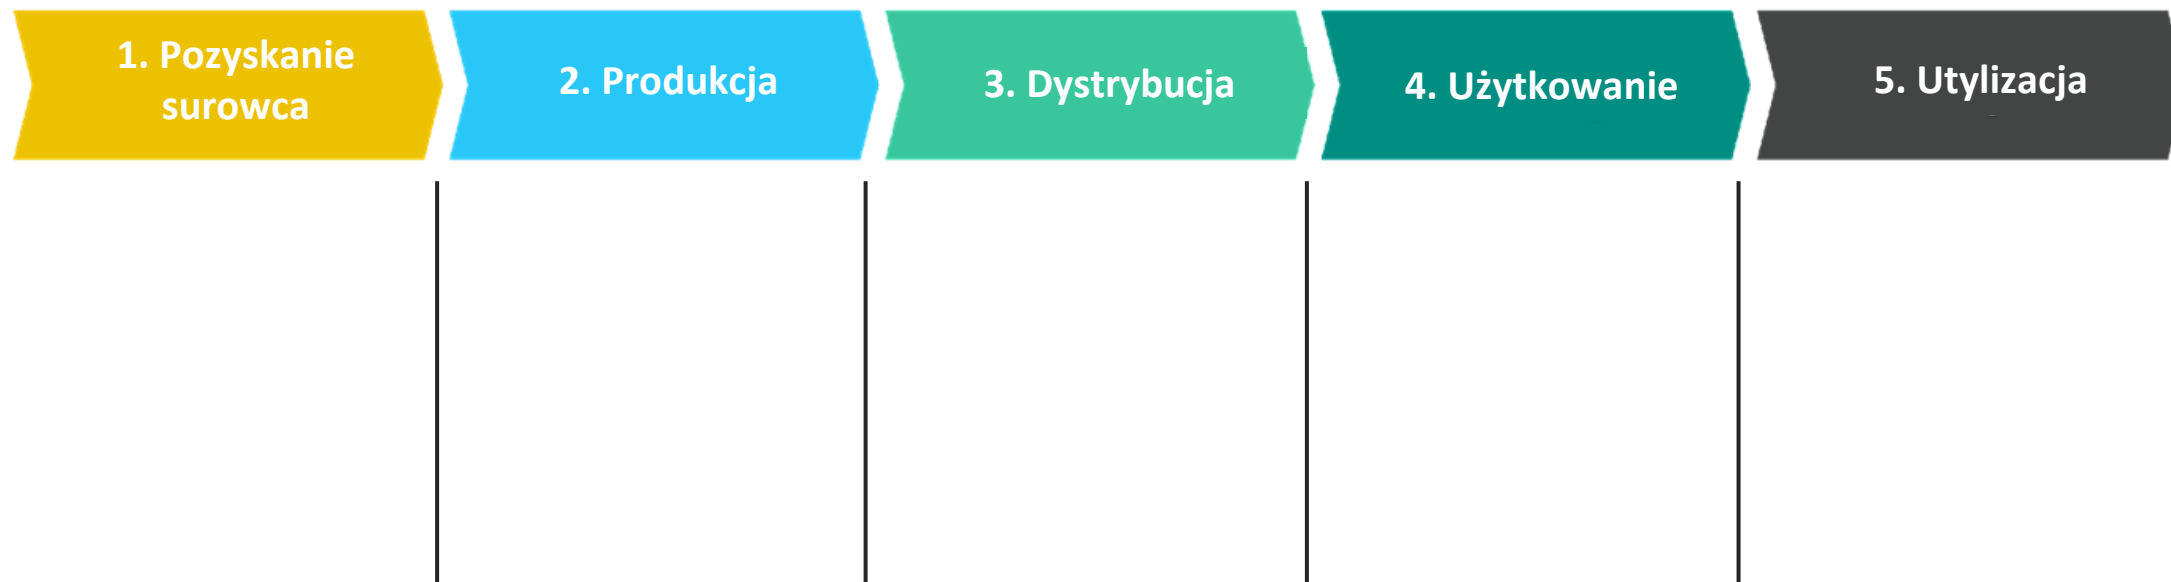 1. Pozyskanie
surowca
2. Produkcja
3. Dystrybucja
4. Użytkowanie
5. Utylizacja